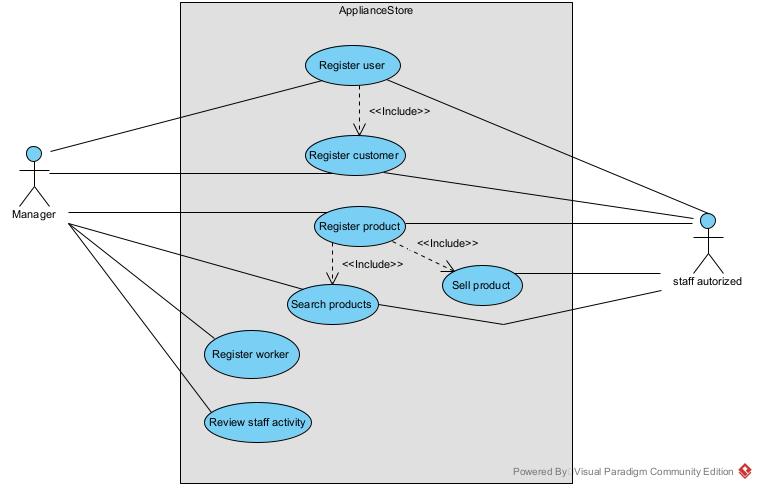 ApplianceStore
Register user
<<Include>>
Register customer
Manager
Register product
<<Include>>
<<Include>>
staff autorized
Sell product
Search products
Register worker
Review staff activity
Powered By: Visual Paradigm Community Edition